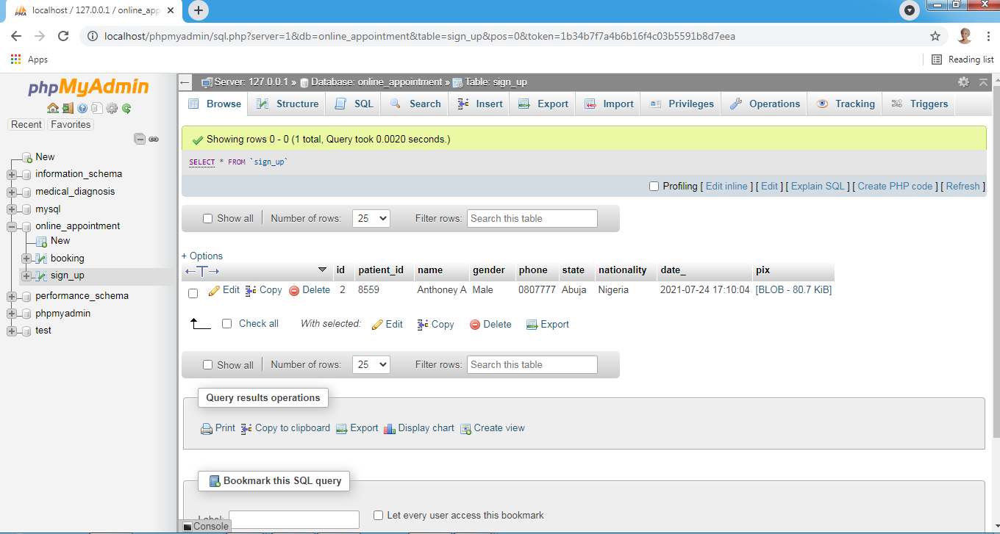 localhost / 127.0.0.1 / online_app
localhost/phpmyadmin/sql.php?server=1&db=online_appointment&table=sign_up&pos=0&token=1b34b7f7a4b6b16f4c03b5591b8d7eea
Apps
Reading list
phpMyAdmin
Recent Favorites
New
information_schema
medical_diagnosis
mysql
online_appointment
New
booking
sign_up
performance_schema
phpmyadmin
test
Server: 127.0.0.1 » Database: online_appointment » Table: sign_up
Browse Structure SQL Search Insert Export Import Privileges Operations Tracking Triggers
Showing rows 0 - 0 (1 total, Query took 0.0020 seconds.)
SELECT * FROM `sign_up`
Profiling [ Edit inline ] [ Edit ] [ Explain SQL ] [ Create PHP code ] [ Refresh ]
Show all Number of rows: 25 Filter rows: Search this table
+ Options
←T→ id patient_id name gender phone state nationality date_ pix
Edit Copy Delete 2 8559 Anthoney A Male 0807777 Abuja Nigeria 2021-07-24 17:10:04 [BLOB - 80.7 KiB]
Check all With selected: Edit Copy Delete Export
Show all Number of rows: 25 Filter rows: Search this table
Query results operations
Print Copy to clipboard Export Display chart Create view
Bookmark this SQL query
Label: Let every user access this bookmark
Console